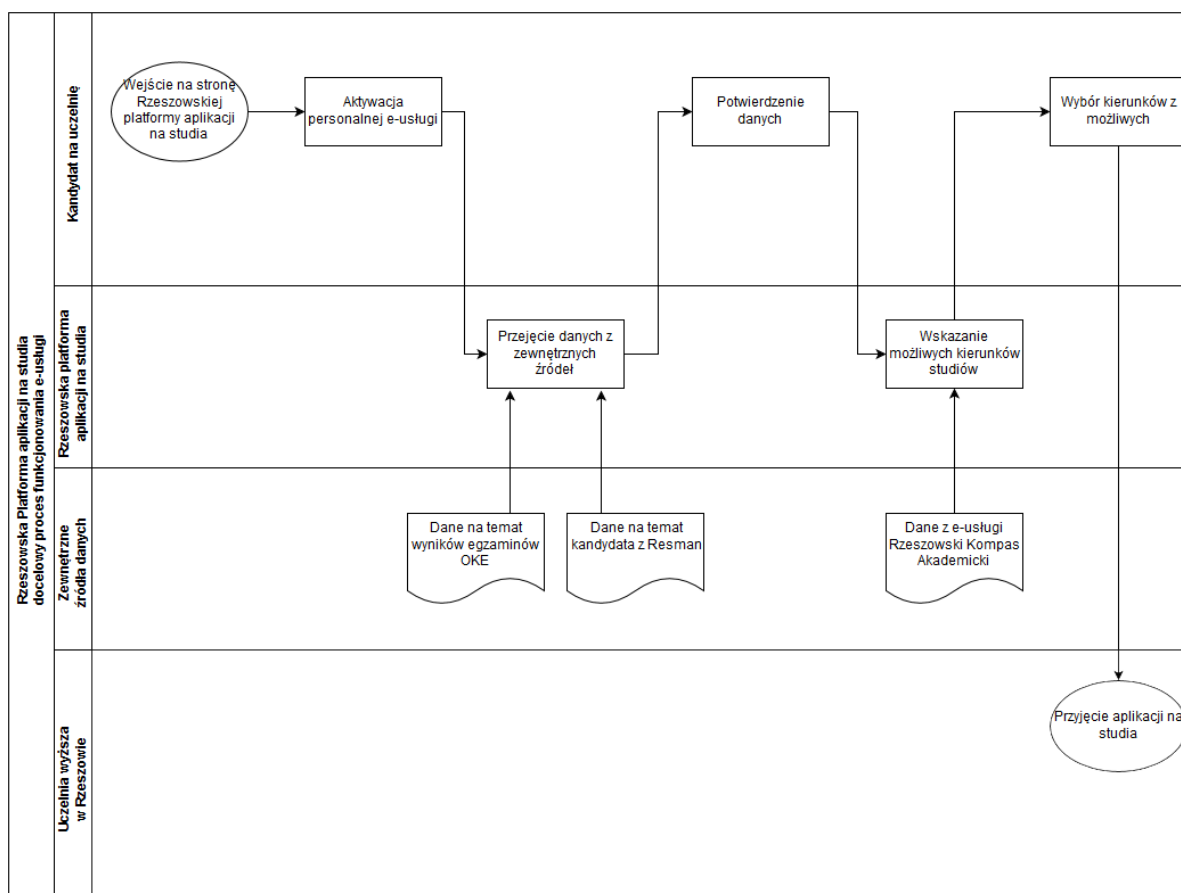 Rzeszowska Platforma aplikacji na studia
docelowy proces funkcjonowania e-usługi
Kandydat na uczelnię
Wejście na stronę
Rzeszowskiej
platformy aplikacji
na studia
Aktywacja
personalnej e-usługi
Potwierdzenie
danych
Wybór kierunków z
możliwych
Rzeszowska platforma
aplikacji na studia
Przejęcie danych z
zewnętrznych
źródeł
Wskazanie
możliwych kierunków
studiów
Zewnętrzne
źródła danych
Dane na temat
wyników egzaminów
OKE
Dane na temat
kandydata z Resman
Dane z e-usługi
Rzeszowski Kompas
Akademicki
Uczelnia wyższa
w Rzeszowie
Przyjęcie aplikacji na
studia